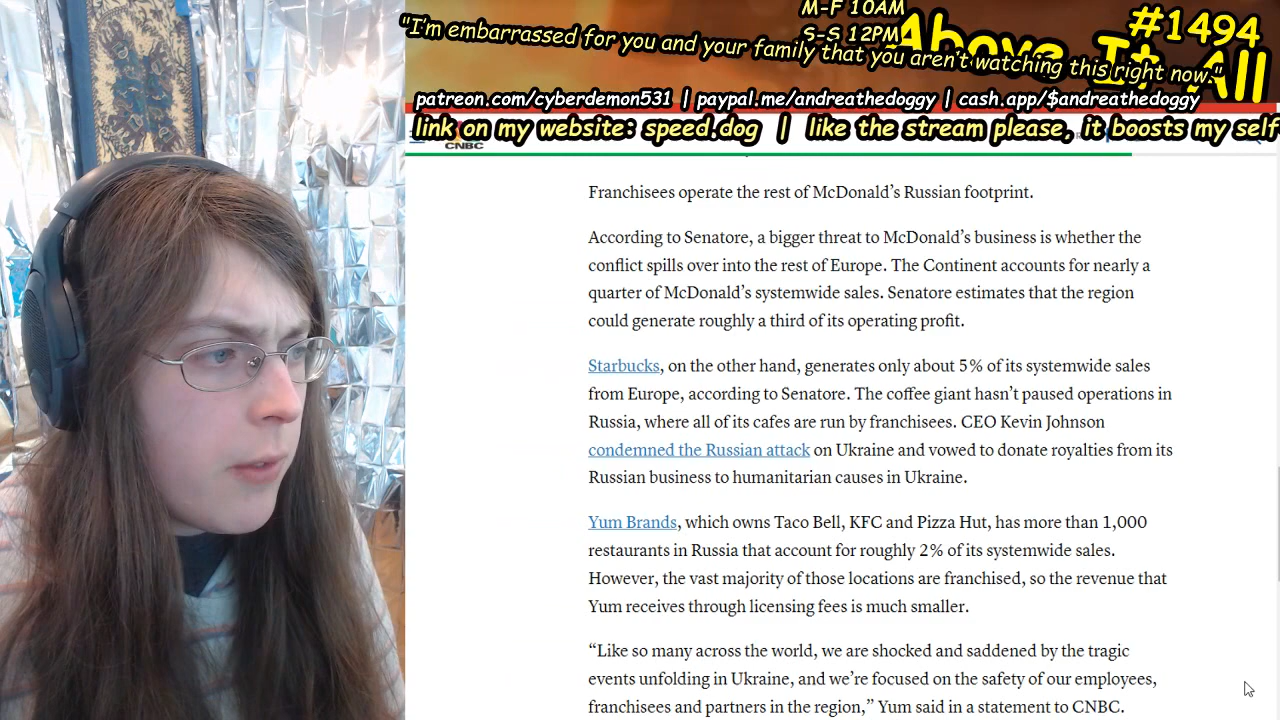 M-F 10AM
S-S 12PM
Above It All
#1494
"I'm embarrassed for you and your family that you aren't watching this right now."
patreon.com/cyberdemon531 | paypal.me/andreathedoggy | cash.app/$andreathedoggy
link on my website: speed.dog | like the stream please, it boosts my self
CNBC
Franchisees operate the rest of McDonald's Russian footprint.
According to Senatore, a bigger threat to McDonald's business is whether the
conflict spills over into the rest of Europe. The Continent accounts for nearly a
quarter of McDonald's systemwide sales. Senatore estimates that the region
could generate roughly a third of its operating profit.
Starbucks, on the other hand, generates only about 5% of its systemwide sales
from Europe, according to Senatore. The coffee giant hasn't paused operations in
Russia, where all of its cafes are run by franchisees. CEO Kevin Johnson
condemned the Russian attack on Ukraine and vowed to donate royalties from its
Russian business to humanitarian causes in Ukraine.
Yum Brands, which owns Taco Bell, KFC and Pizza Hut, has more than 1,000
restaurants in Russia that account for roughly 2% of its systemwide sales.
However, the vast majority of those locations are franchised, so the revenue that
Yum receives through licensing fees is much smaller.
“Like so many across the world, we are shocked and saddened by the tragic
events unfolding in Ukraine, and we're focused on the safety of our employees,
franchisees and partners in the region,” Yum said in a statement to CNBC.